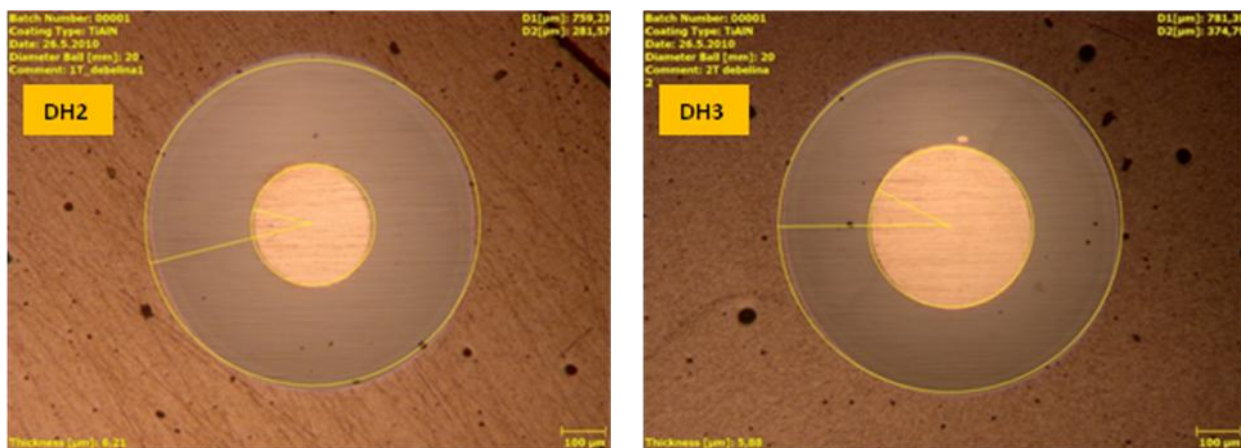 Batch Number: 00001
Coating Type: TiAlN
Date: 26.5.2010
Diameter Ball [mm]: 20
Comment: 1T_debelina1
D1[µm]: 759,23
D2[µm]: 281,57
DH2
Thickness [µm]: 6,21
100 µm
Batch Number: 00001
Coating Type: TiAlN
Date: 26.5.2010
Diameter Ball [mm]: 20
Comment: 2T debelina
2
D1[µm]: 781,3
D2[µm]: 374,7
DH3
Thickness [µm]: 5,88
100 µm